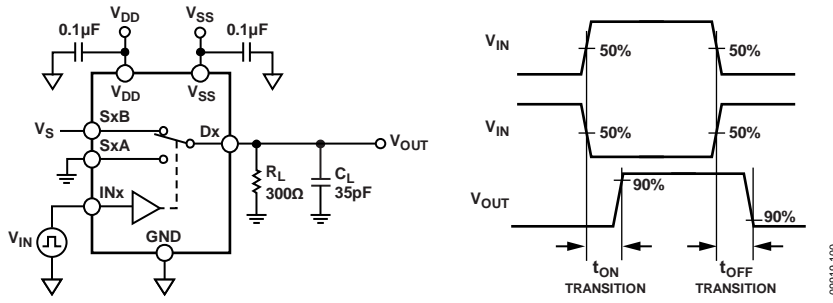 VDD
VSS
0.1µF
0.1µF
VDD
VSS
VS
SxB
Dx
VOUT
SxA
RL
300Ω
CL
35pF
INx
VIN
GND
VIN
50%
50%
VIN
50%
50%
VOUT
90%
90%
tON
TRANSITION
tOFF
TRANSITION